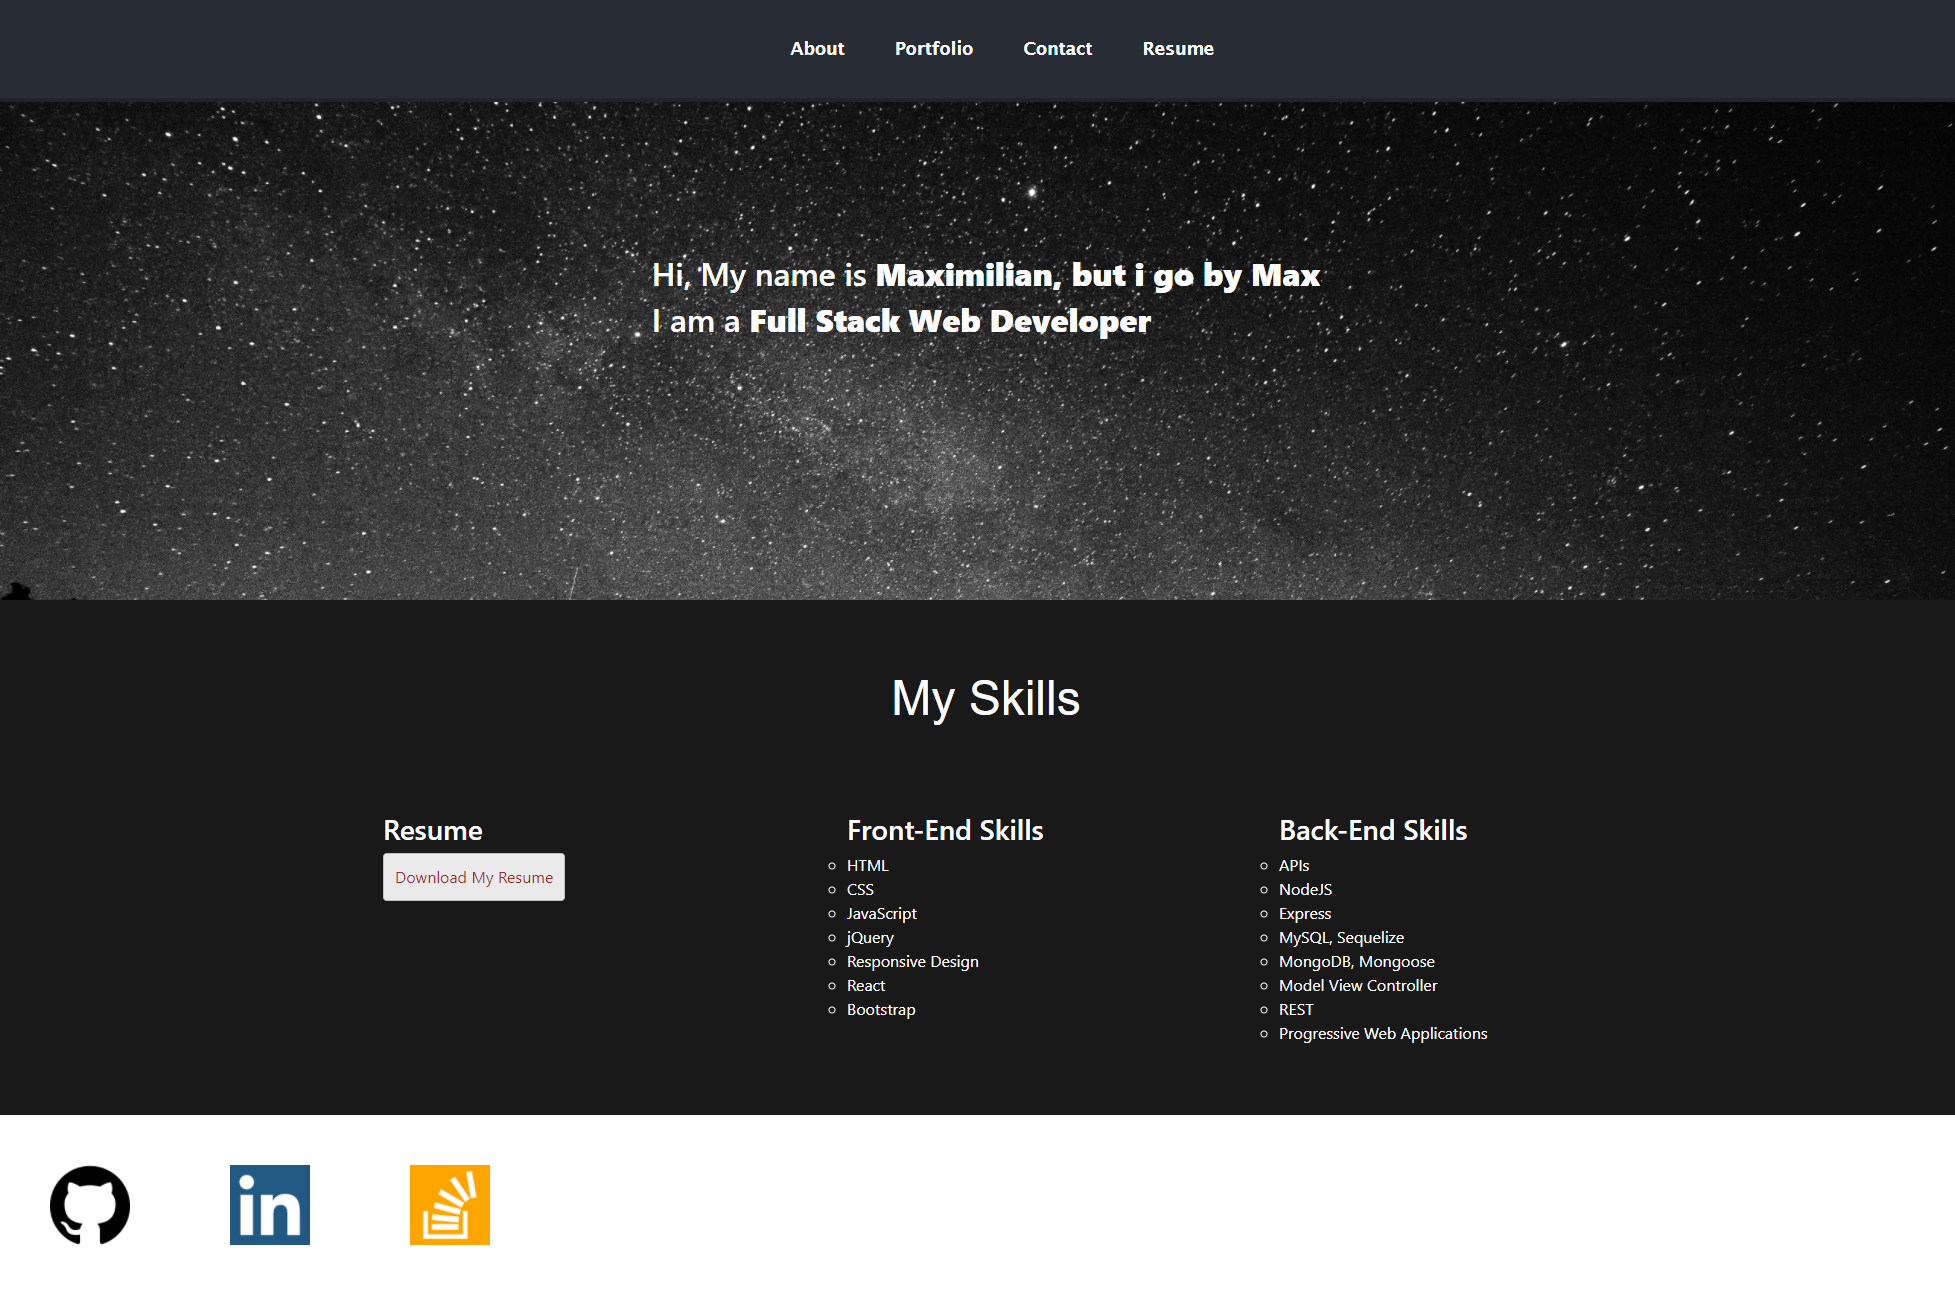 About Portfolio Contact Resume
Hi, My name is Maximilian, but i go by Max
I am a Full Stack Web Developer
My Skills
Resume
Download My Resume
Front-End Skills
HTML
CSS
JavaScript
jQuery
Responsive Design
React
Bootstrap
Back-End Skills
APIs
NodeJS
Express
MySQL, Sequelize
MongoDB, Mongoose
Model View Controller
REST
Progressive Web Applications
in